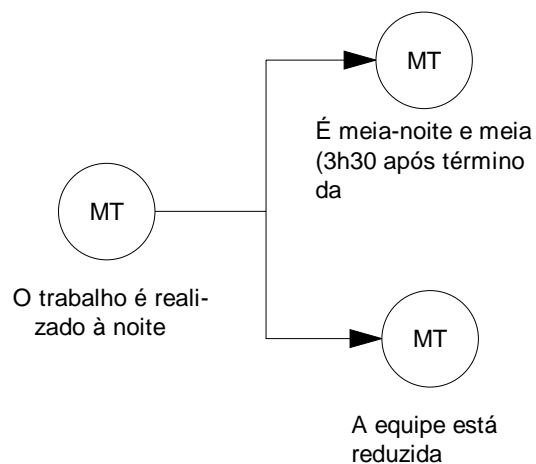 MT
É meia-noite e meia
(3h30 após término
da
MT
O trabalho é reali-
zado à noite
MT
A equipe está
reduzida